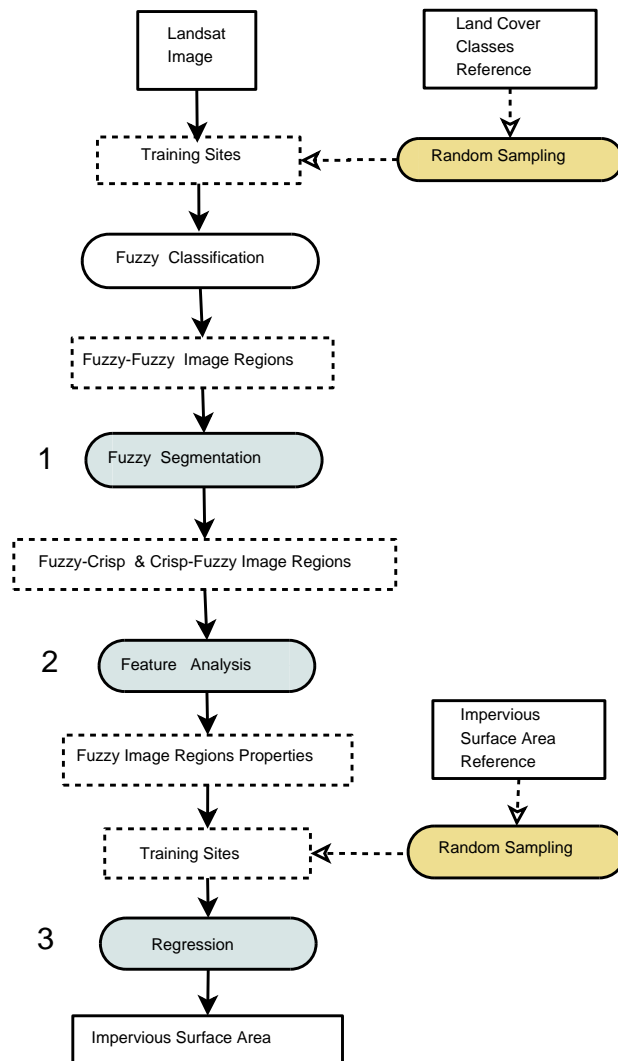 Landsat
Image
Land Cover
Classes
Reference
Training Sites
Random Sampling
Fuzzy Classification
Fuzzy-Fuzzy Image Regions
1
Fuzzy Segmentation
Fuzzy-Crisp & Crisp-Fuzzy Image Regions
2
Feature Analysis
Impervious
Surface Area
Reference
Fuzzy Image Regions Properties
Training Sites
Random Sampling
3
Regression
Impervious Surface Area